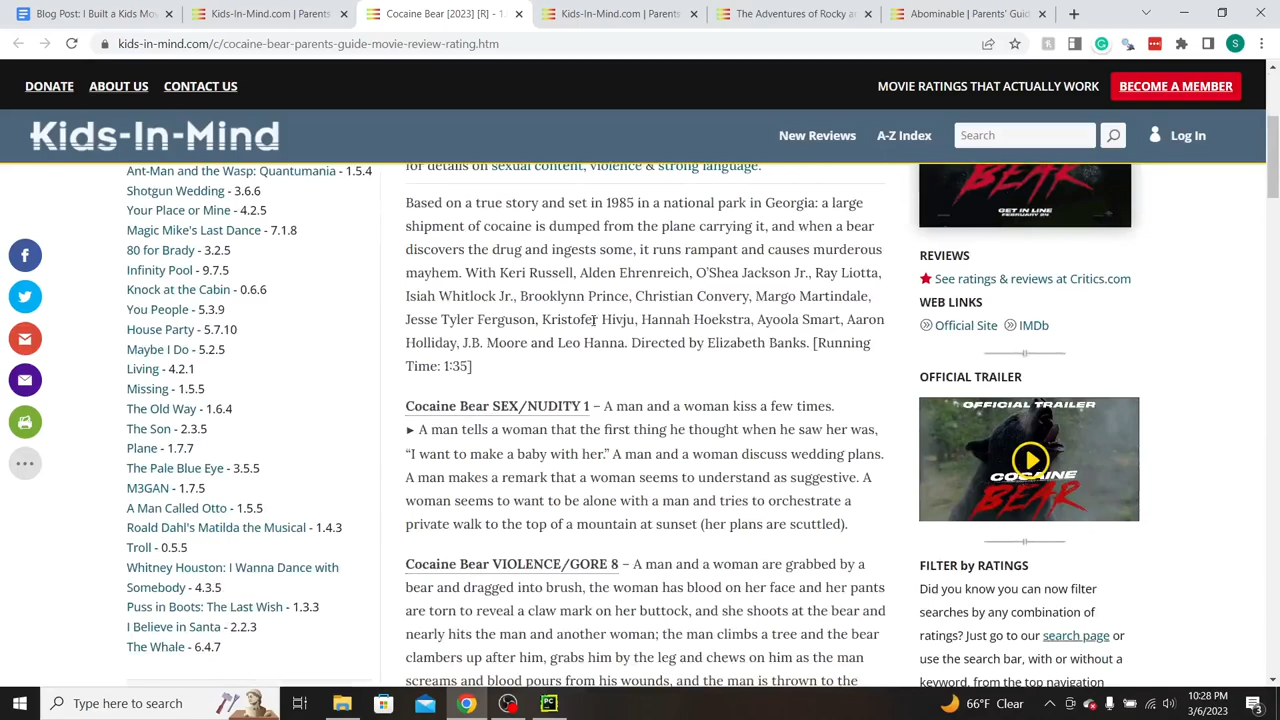 Blog Post: I Built a Kids Movie
Kids-In-Mind.com | Parents
Cocaine Bear [2023] [R] - 1.
Kids-In-Mind.com | Parents
The Adventures of Rocky ar
Abominable | Parents' Guid
kids-in-mind.com/c/cocaine-bear-parents-guide-movie-review-rating.htm
S
DONATE
ABOUT US
CONTACT US
MOVIE RATINGS THAT ACTUALLY WORK
BECOME A MEMBER
Kids-In-Mind
New Reviews
A-Z Index
Search
Log In
Ant-Man and the Wasp: Quantumania - 1.5.4
Shotgun Wedding - 3.6.6
Your Place or Mine - 4.2.5
Magic Mike's Last Dance - 7.1.8
80 for Brady - 3.2.5
Infinity Pool - 9.7.5
Knock at the Cabin - 0.6.6
You People - 5.3.9
House Party - 5.7.10
Maybe I Do - 5.2.5
Living - 4.2.1
Missing - 1.5.5
The Old Way - 1.6.4
The Son - 2.3.5
Plane - 1.7.7
The Pale Blue Eye - 3.5.5
M3GAN - 1.7.5
A Man Called Otto - 1.5.5
Roald Dahl's Matilda the Musical - 1.4.3
Troll - 0.5.5
Whitney Houston: I Wanna Dance with
Somebody - 4.3.5
Puss in Boots: The Last Wish - 1.3.3
I Believe in Santa - 2.2.3
The Whale - 6.4.7
for details on sexual content, violence & strong language.
Based on a true story and set in 1985 in a national park in Georgia: a large
shipment of cocaine is dumped from the plane carrying it, and when a bear
discovers the drug and ingests some, it runs rampant and causes murderous
mayhem. With Keri Russell, Alden Ehrenreich, O'Shea Jackson Jr., Ray Liotta,
Isiah Whitlock Jr., Brooklynn Prince, Christian Convery, Margo Martindale,
Jesse Tyler Ferguson, Kristofer Hivju, Hannah Hoekstra, Ayoola Smart, Aaron
Holliday, J.B. Moore and Leo Hanna. Directed by Elizabeth Banks. [Running
Time: 1:35]
Cocaine Bear SEX/NUDITY 1 – A man and a woman kiss a few times.
► A man tells a woman that the first thing he thought when he saw her was,
“I want to make a baby with her.” A man and a woman discuss wedding plans.
A man makes a remark that a woman seems to understand as suggestive. A
woman seems to want to be alone with a man and tries to orchestrate a
private walk to the top of a mountain at sunset (her plans are scuttled).
Cocaine Bear VIOLENCE/GORE 8 – A man and a woman are grabbed by a
bear and dragged into brush, the woman has blood on her face and her pants
are torn to reveal a claw mark on her buttock, and she shoots at the bear and
nearly hits the man and another woman; the man climbs a tree and the bear
clambers up after him, grabs him by the leg and chews on him as the man
screams and blood pours from his wounds, and the man is thrown to the
BEAR
GET IN LINE
FEBRUARY 24
REVIEWS
See ratings & reviews at Critics.com
WEB LINKS
Official Site
IMDb
OFFICIAL TRAILER
OFFICIAL TRAILER
COCAINE
BEAR
FILTER by RATINGS
Did you know you can now filter
searches by any combination of
ratings? Just go to our search page or
use the search bar, with or without a
keyword, from the top navigation
Type here to search
PC
66°F Clear
10:28 PM
3/6/2023
3